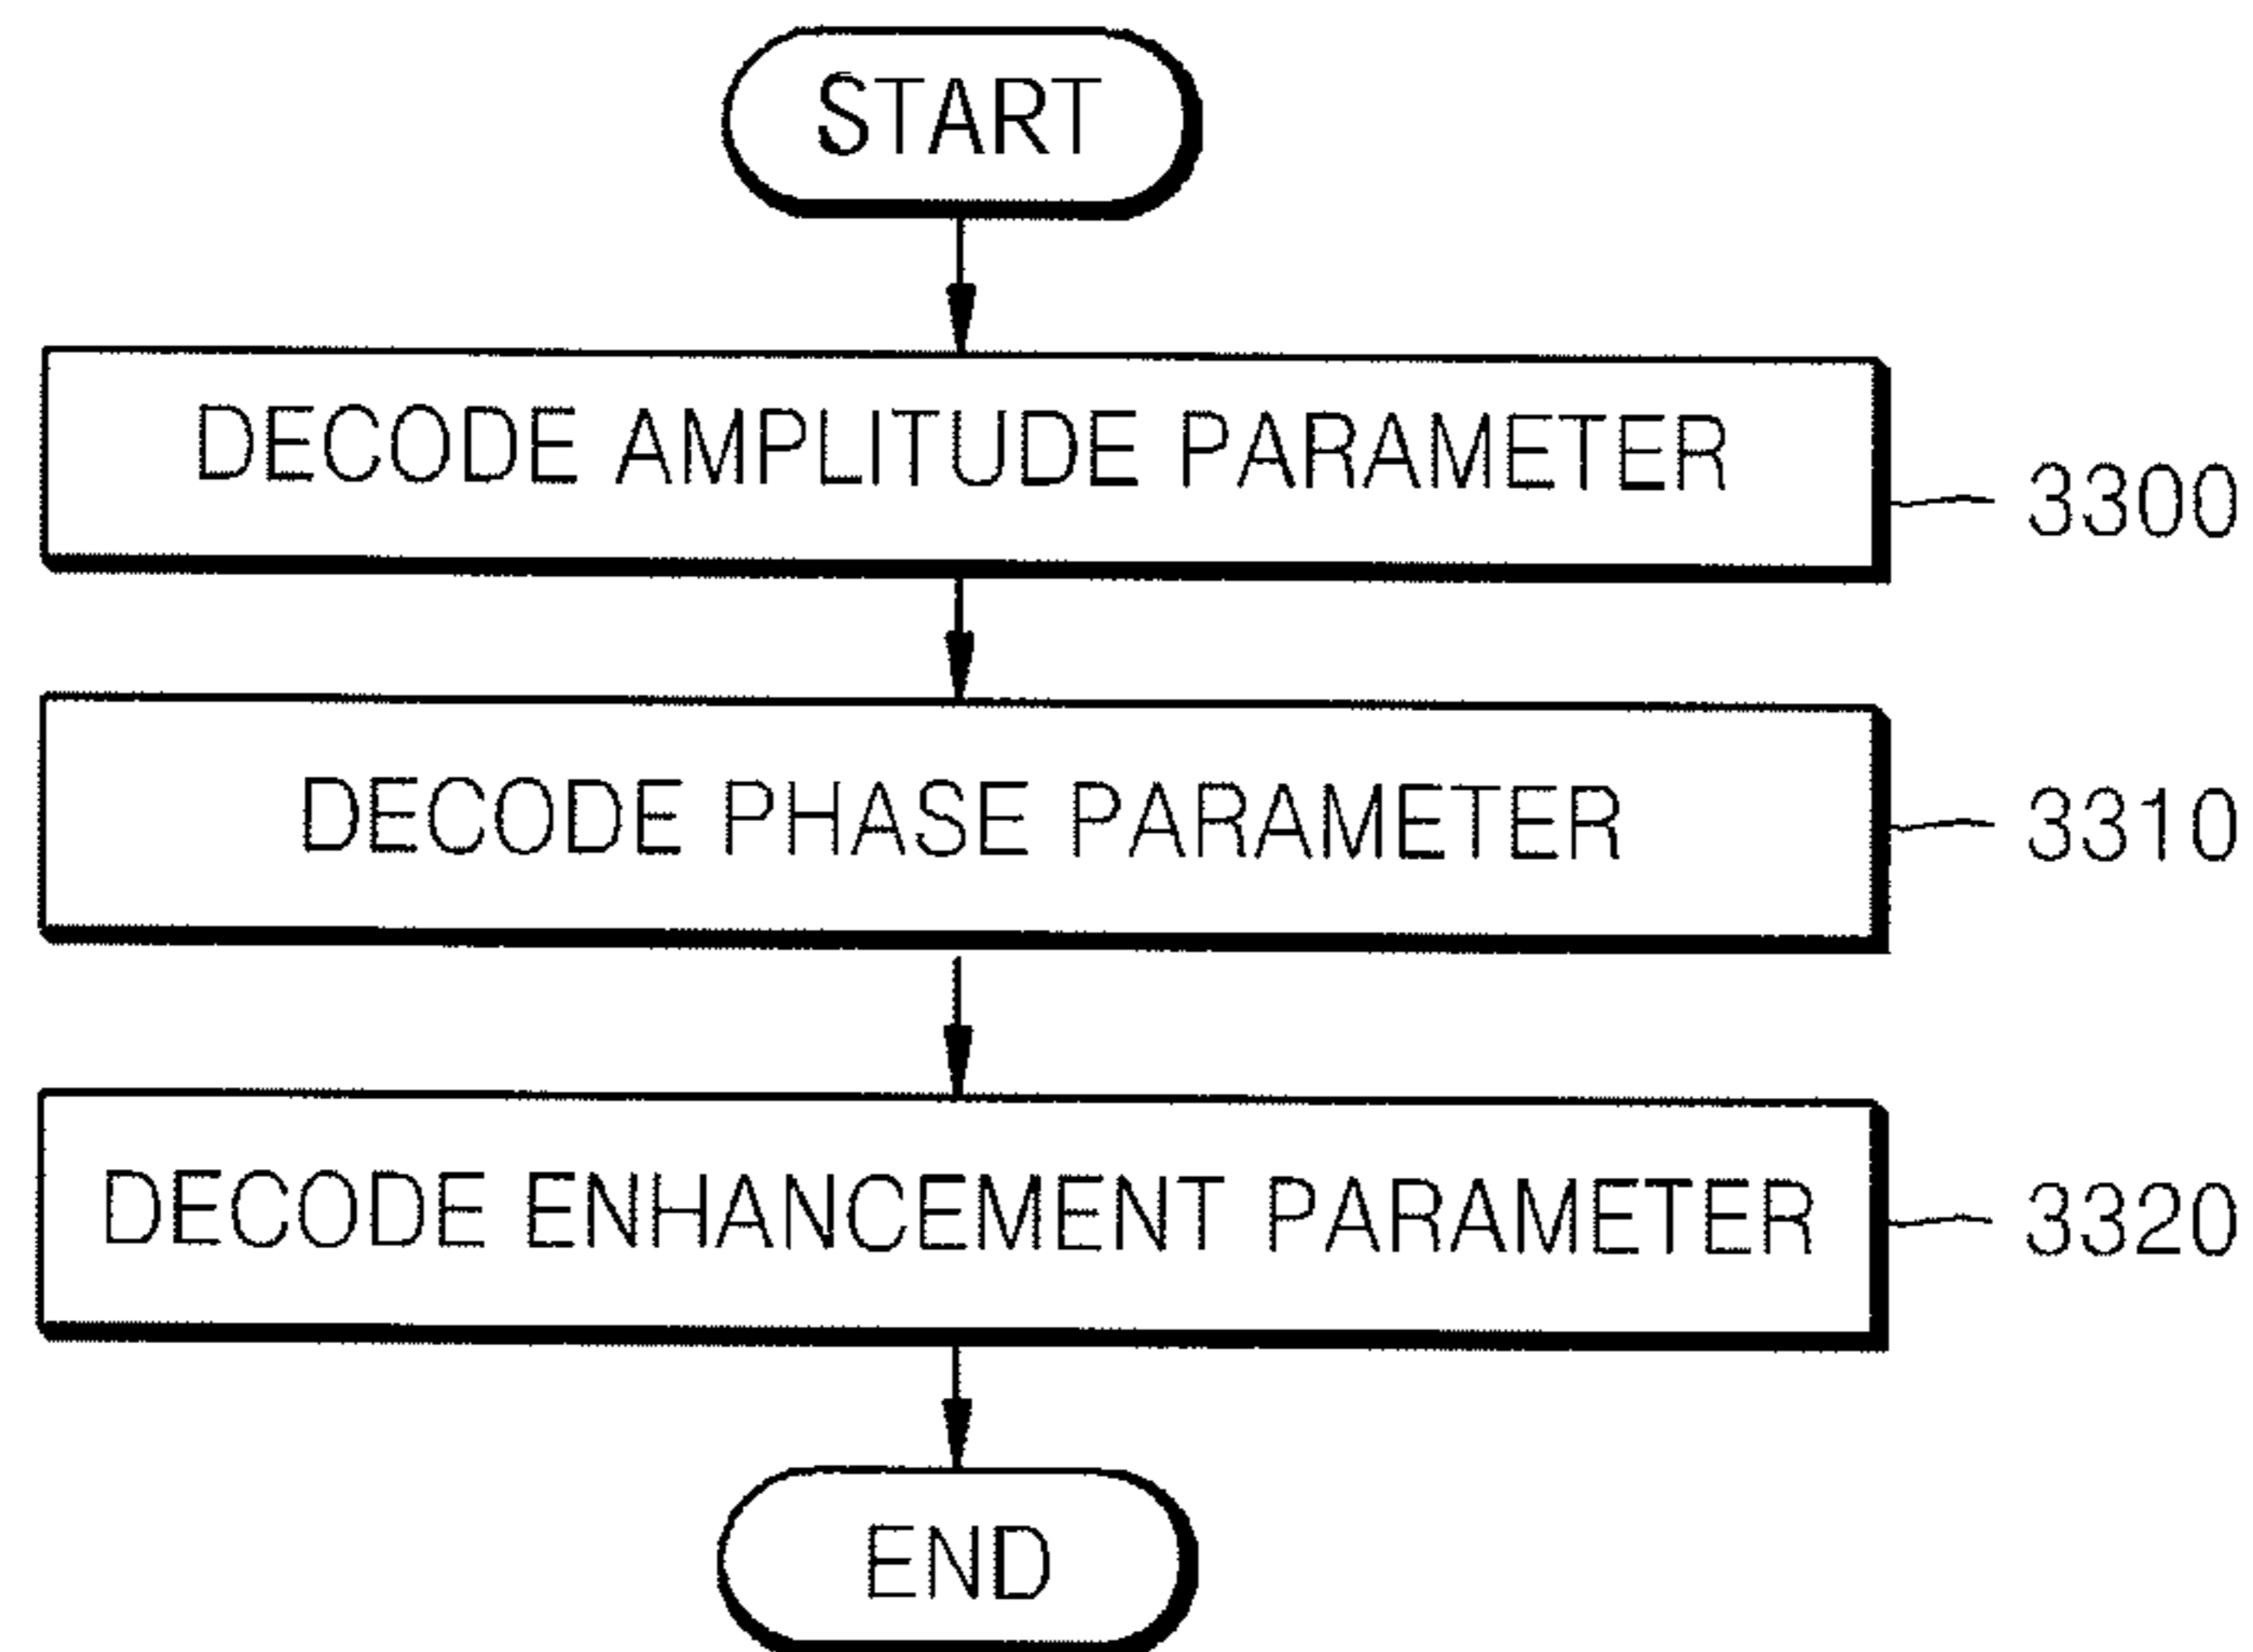 START
DECODE AMPLITUDE PARAMETER
3300
DECODE PHASE PARAMETER
3310
DECODE ENHANCEMENT PARAMETER
3320
END